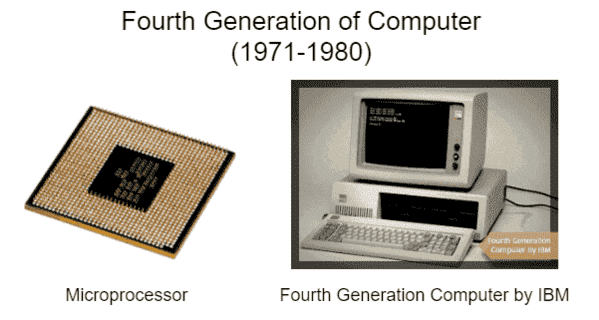 Fourth Generation of Computer
(1971-1980)
Fourth Generation
Computer by IBM
Microprocessor
Fourth Generation Computer by IBM